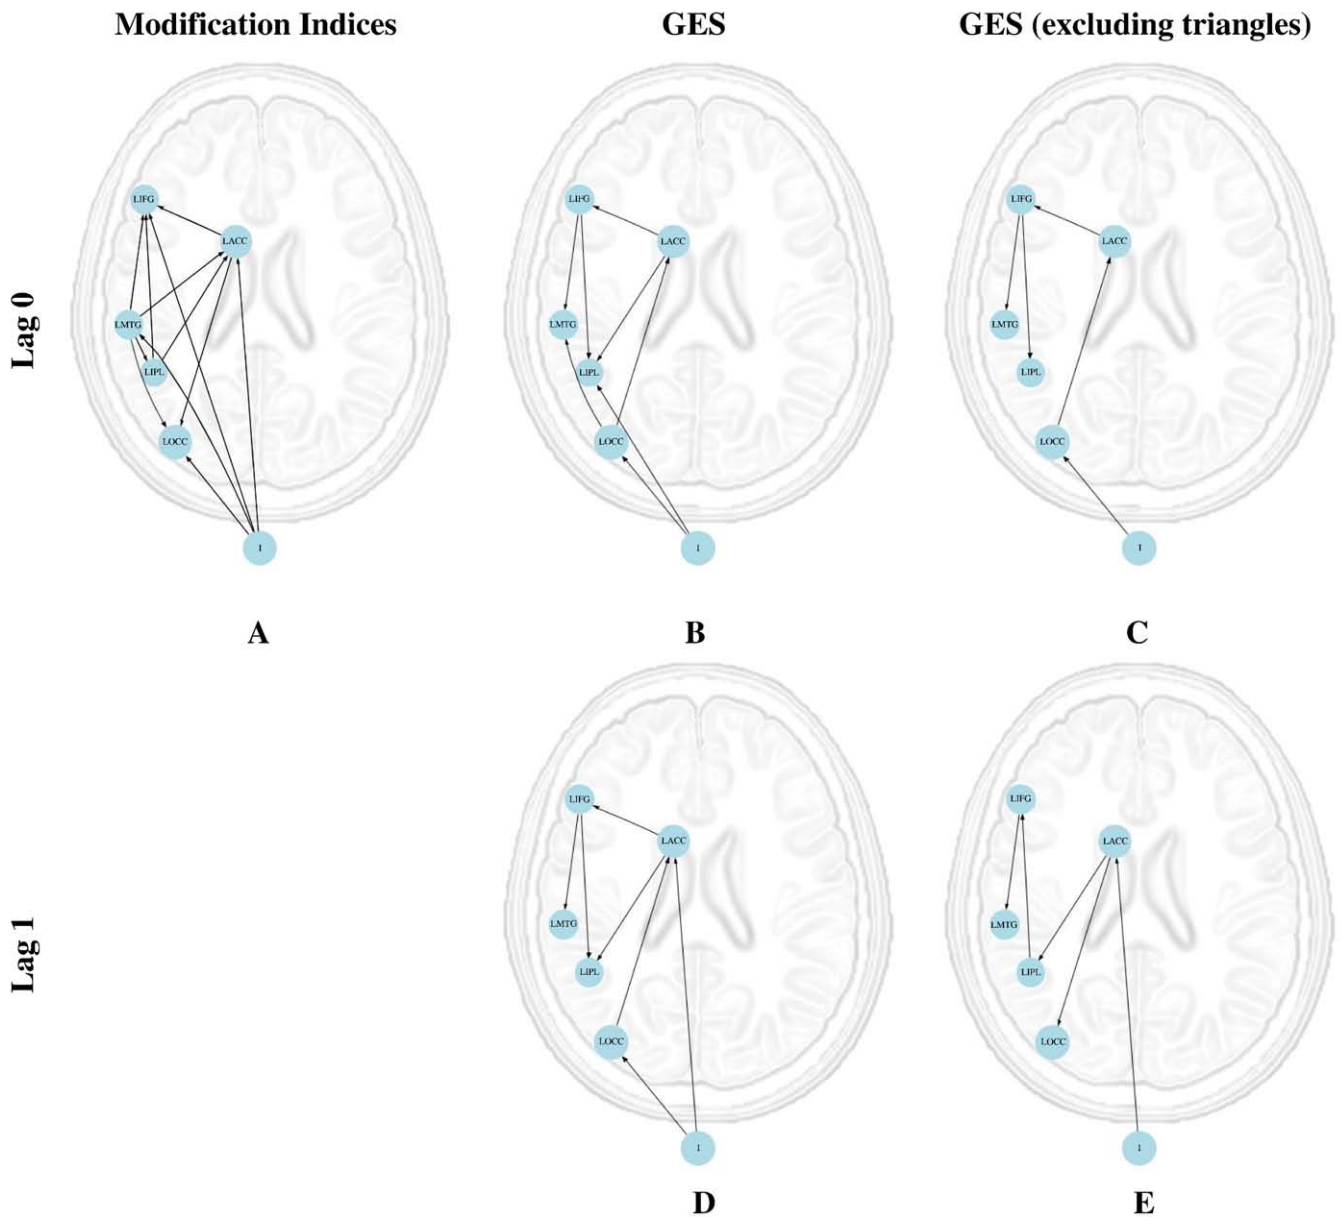 Modification Indices
GES
GES (excluding triangles)
Lag 0
LIFG
LACC
LMTG
LIPL
LOCC
I
A
LIFG
LACC
LMTG
LIPL
LOCC
I
B
LIFG
LACC
LMTG
LIPL
LOCC
I
C
Lag 1
LIFG
LACC
LMTG
LIPL
LOCC
I
D
LIFG
LACC
LMTG
LIPL
LOCC
I
E